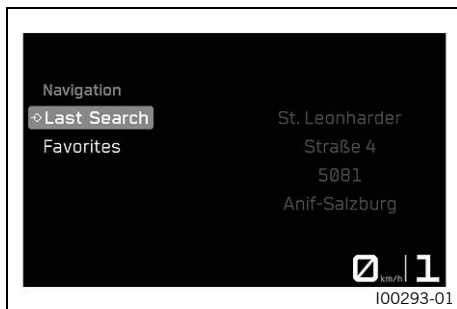 Navigation
Last Search
Favorites
St. Leonharder
Straße 4
5081
Anif-Salzburg
0 km/h 1
I00293-01